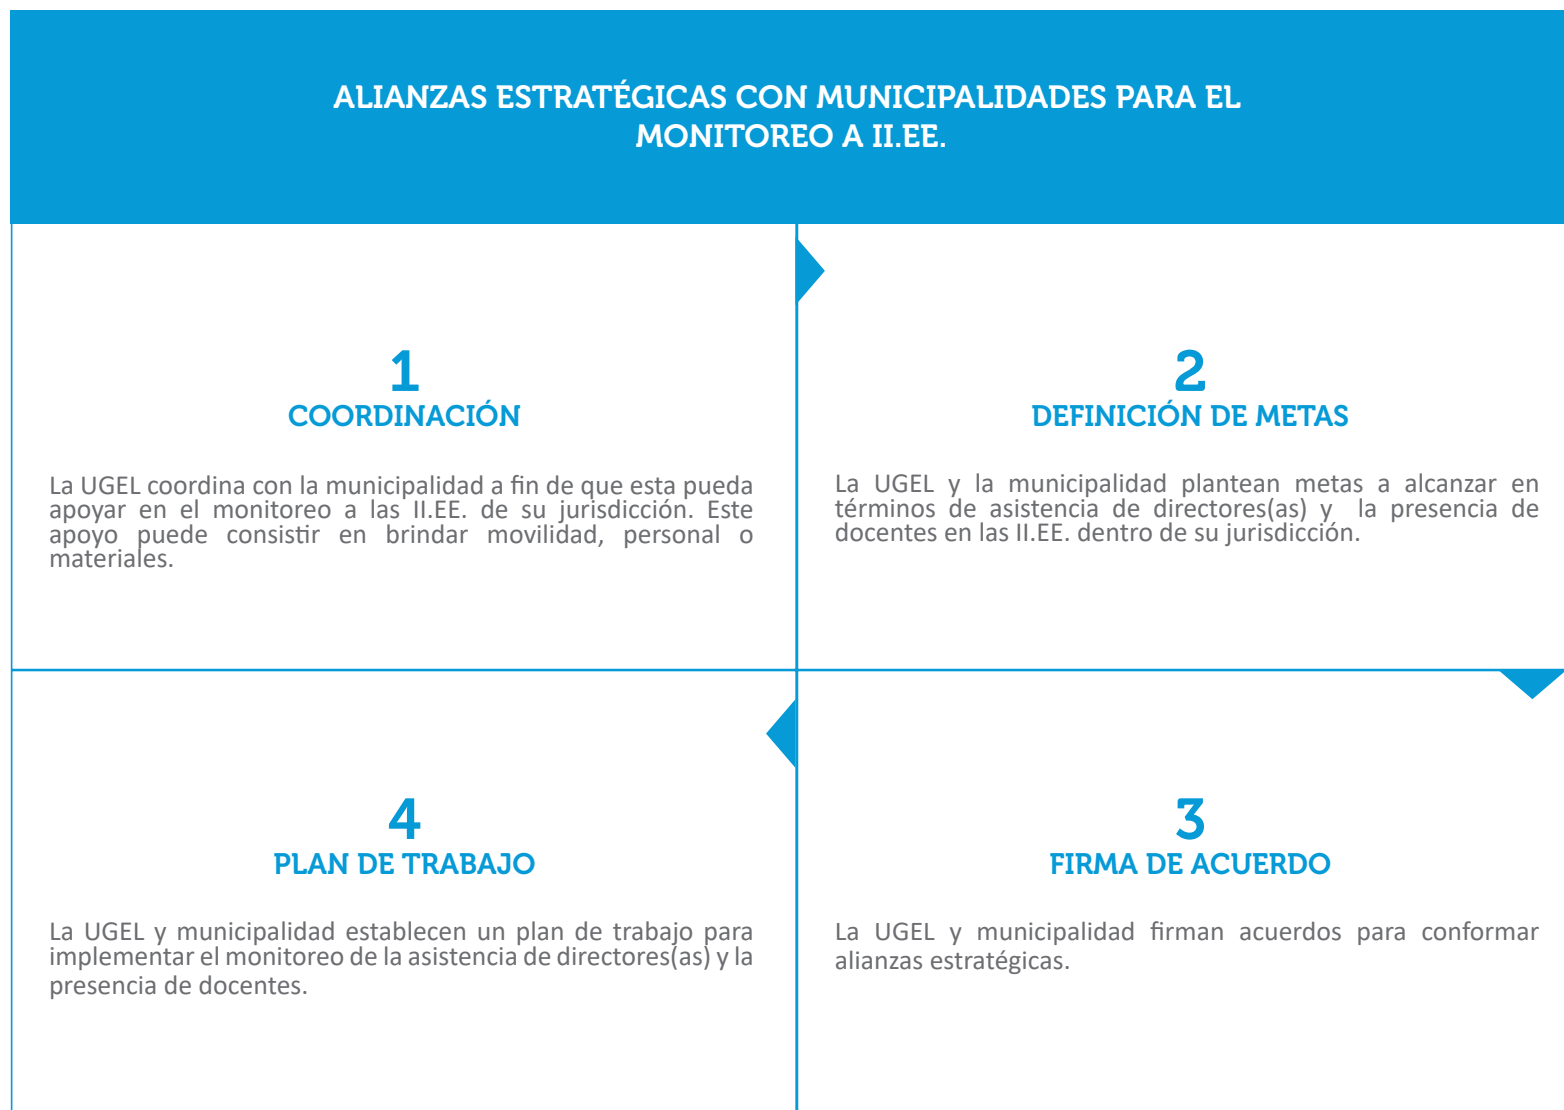 ALIANZAS ESTRATÉGICAS CON MUNICIPALIDADES PARA EL
MONITOREO A II.EE.
1
COORDINACIÓN
La UGEL coordina con la municipalidad a fin de que esta pueda
apoyar en el monitoreo a las II.EE. de su jurisdicción. Este
apoyo puede consistir en brindar movilidad, personal o
materiales.
2
DEFINICIÓN DE METAS
La UGEL y la municipalidad plantean metas a alcanzar en
términos de asistencia de directores(as) y la presencia de
docentes en las II.EE. dentro de su jurisdicción.
3
FIRMA DE ACUERDO
La UGEL y municipalidad firman acuerdos para conformar
alianzas estratégicas.
4
PLAN DE TRABAJO
La UGEL y municipalidad establecen un plan de trabajo para
implementar el monitoreo de la asistencia de directores(as) y la
presencia de docentes.